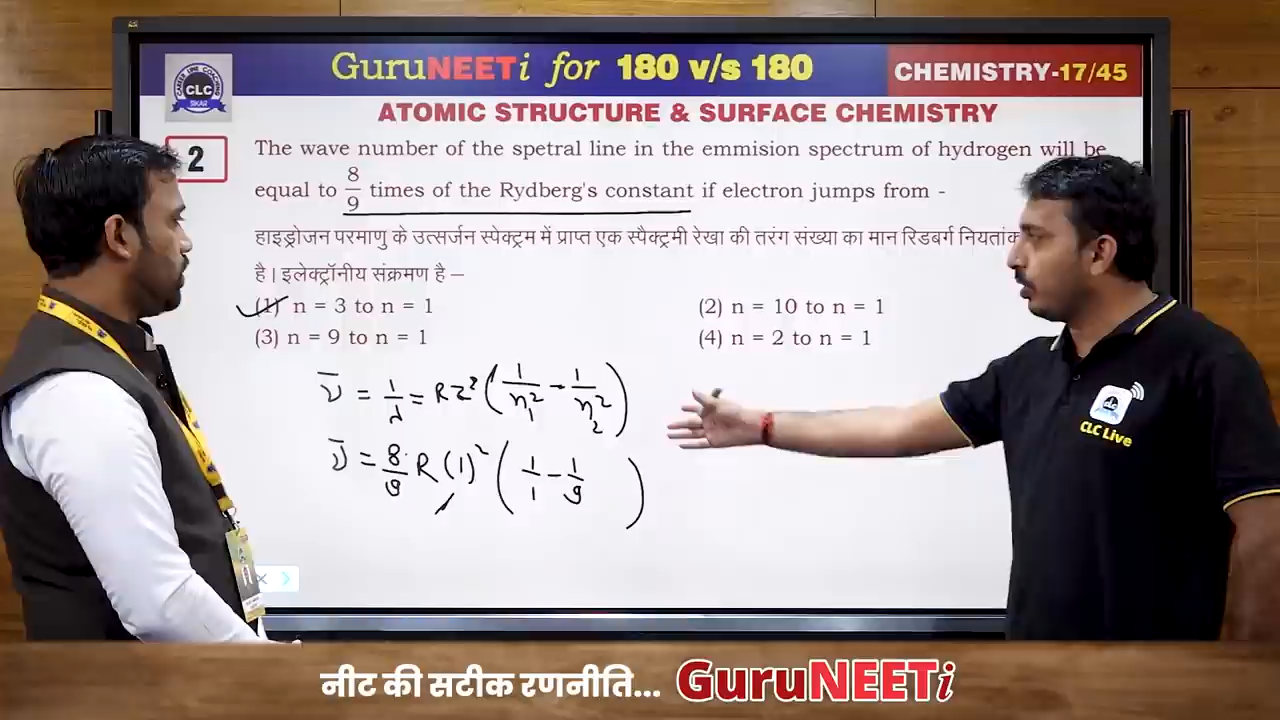 GuruNEETi for 180 v/s 180
CHEMISTRY-17/45
CAREER LINE COACHING
CLC
SIKAR
ATOMIC STRUCTURE & SURFACE CHEMISTRY
2
The wave number of the spetral line in the emmision spectrum of hydrogen will be
equal to 8/9 times of the Rydberg's constant if electron jumps from -
हाइड्रोजन परमाणु के उत्सर्जन स्पेक्ट्रम में प्राप्त एक स्पैक्ट्रमी रेखा की तरंग संख्या का मान रिडबर्ग नियतांक
है। इलेक्ट्रॉनीय संक्रमण है –
(1) n = 3 to n = 1
(2) n = 10 to n = 1
(3) n = 9 to n = 1
(4) n = 2 to n = 1
ν̅ = 1/λ = RZ² (1/n₁² - 1/n₂²)
ν̅ = 8/9 R (1)² (1/1 - 1/9)
CLC
CLC Live
नीट की सटीक रणनीति... GuruNEETi